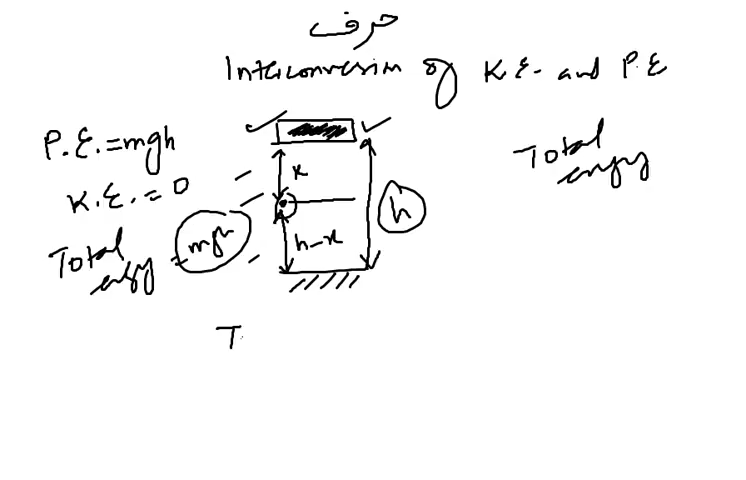 حرف
Interconversion of K.E. and P.E
P.E. = mgh
K.E. = 0
Total energy = mgh
x
h-x
h
Total energy
T